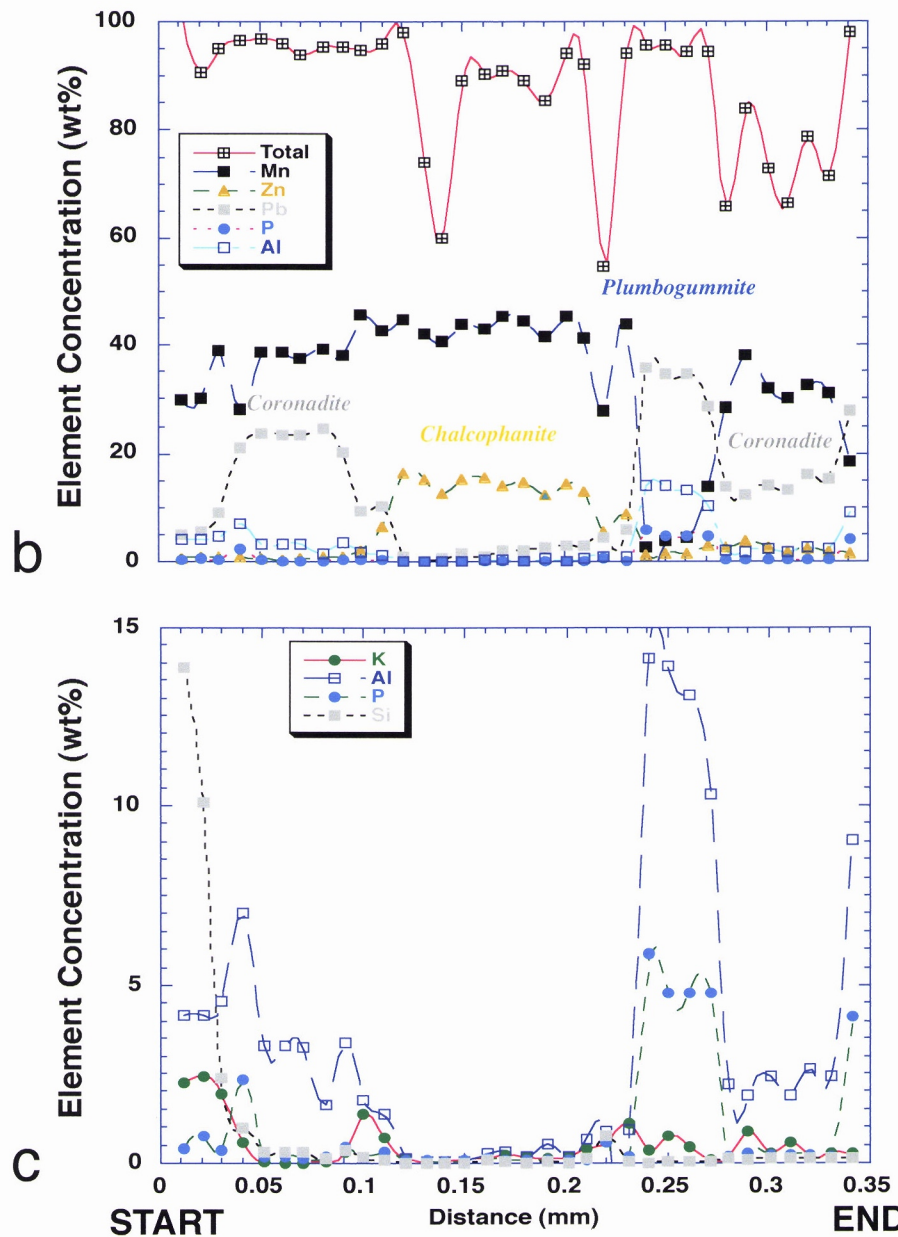 b
Element Concentration (wt%)
100
80
60
40
20
0
Total
Mn
Zn
Pb
P
Al
Plumbogummite
Coronadite
Chalcophanite
Coronadite
c
Element Concentration (wt%)
15
10
5
0
K
Al
P
Si
0 0.05 0.1 0.15 0.2 0.25 0.3 0.35
START Distance (mm) END